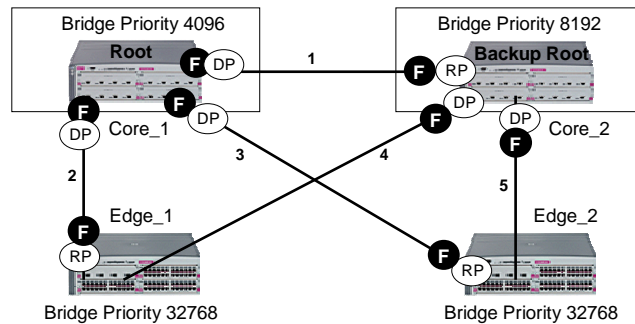 Bridge Priority 4096
Bridge Priority 8192
Root
Backup Root
F DP
1
F RP
F
F
F DP
DP
Core_1
DP
DP
Core_2
F
3
4
2
5
F
Edge_1
Edge_2
RP
F
RP
Bridge Priority 32768
Bridge Priority 32768